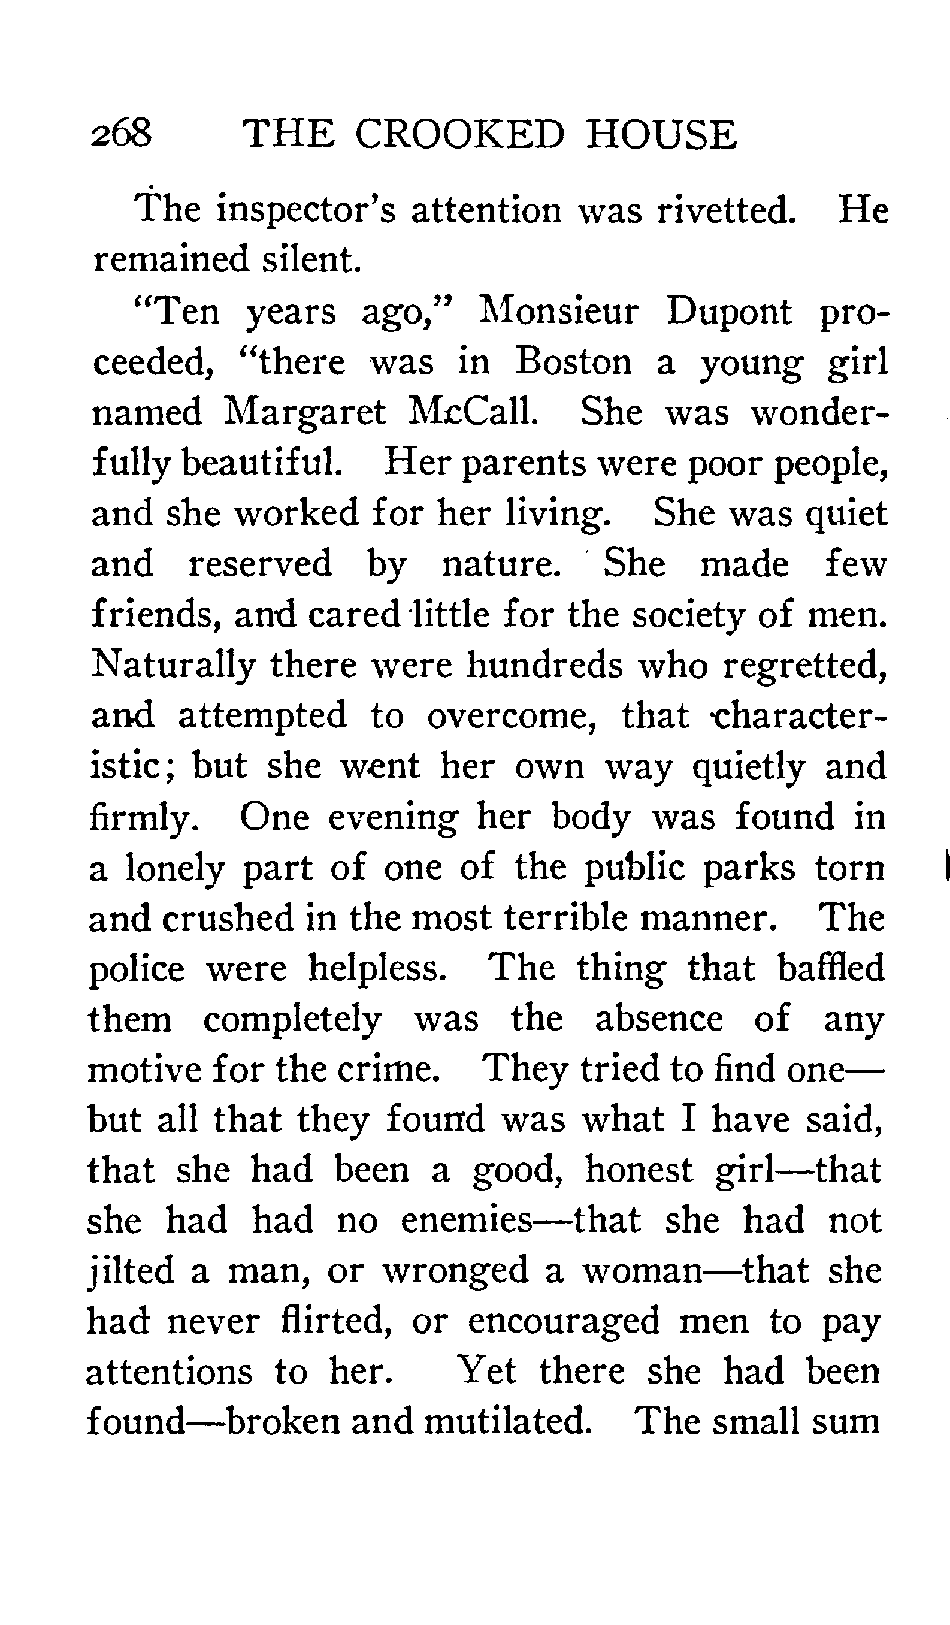 268 THE CROOKED HOUSE
The inspector's attention was rivetted. He
remained silent.
"Ten years ago," Monsieur Dupont pro-
ceeded, "there was in Boston a young girl
named Margaret McCall. She was wonder-
fully beautiful. Her parents were poor people,
and she worked for her living. She was quiet
and reserved by nature. She made few
friends, and cared little for the society of men.
Naturally there were hundreds who regretted,
and attempted to overcome, that character-
istic; but she went her own way quietly and
firmly. One evening her body was found in
a lonely part of one of the public parks torn
and crushed in the most terrible manner. The
police were helpless. The thing that baffled
them completely was the absence of any
motive for the crime. They tried to find one—
but all that they found was what I have said,
that she had been a good, honest girl—that
she had had no enemies—that she had not
jilted a man, or wronged a woman—that she
had never flirted, or encouraged men to pay
attentions to her. Yet there she had been
found—broken and mutilated. The small sum